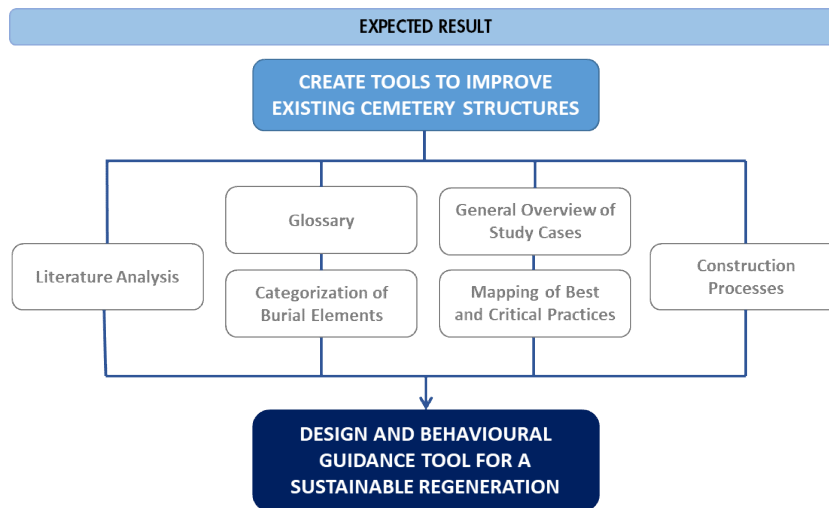 EXPECTED RESULT
CREATE TOOLS TO IMPROVE
EXISTING CEMETERY STRUCTURES
Literature Analysis
Glossary
Categorization of
Burial Elements
General Overview of
Study Cases
Mapping of Best
and Critical Practices
Construction
Processes
DESIGN AND BEHAVIOURAL
GUIDANCE TOOL FOR A
SUSTAINABLE REGENERATION